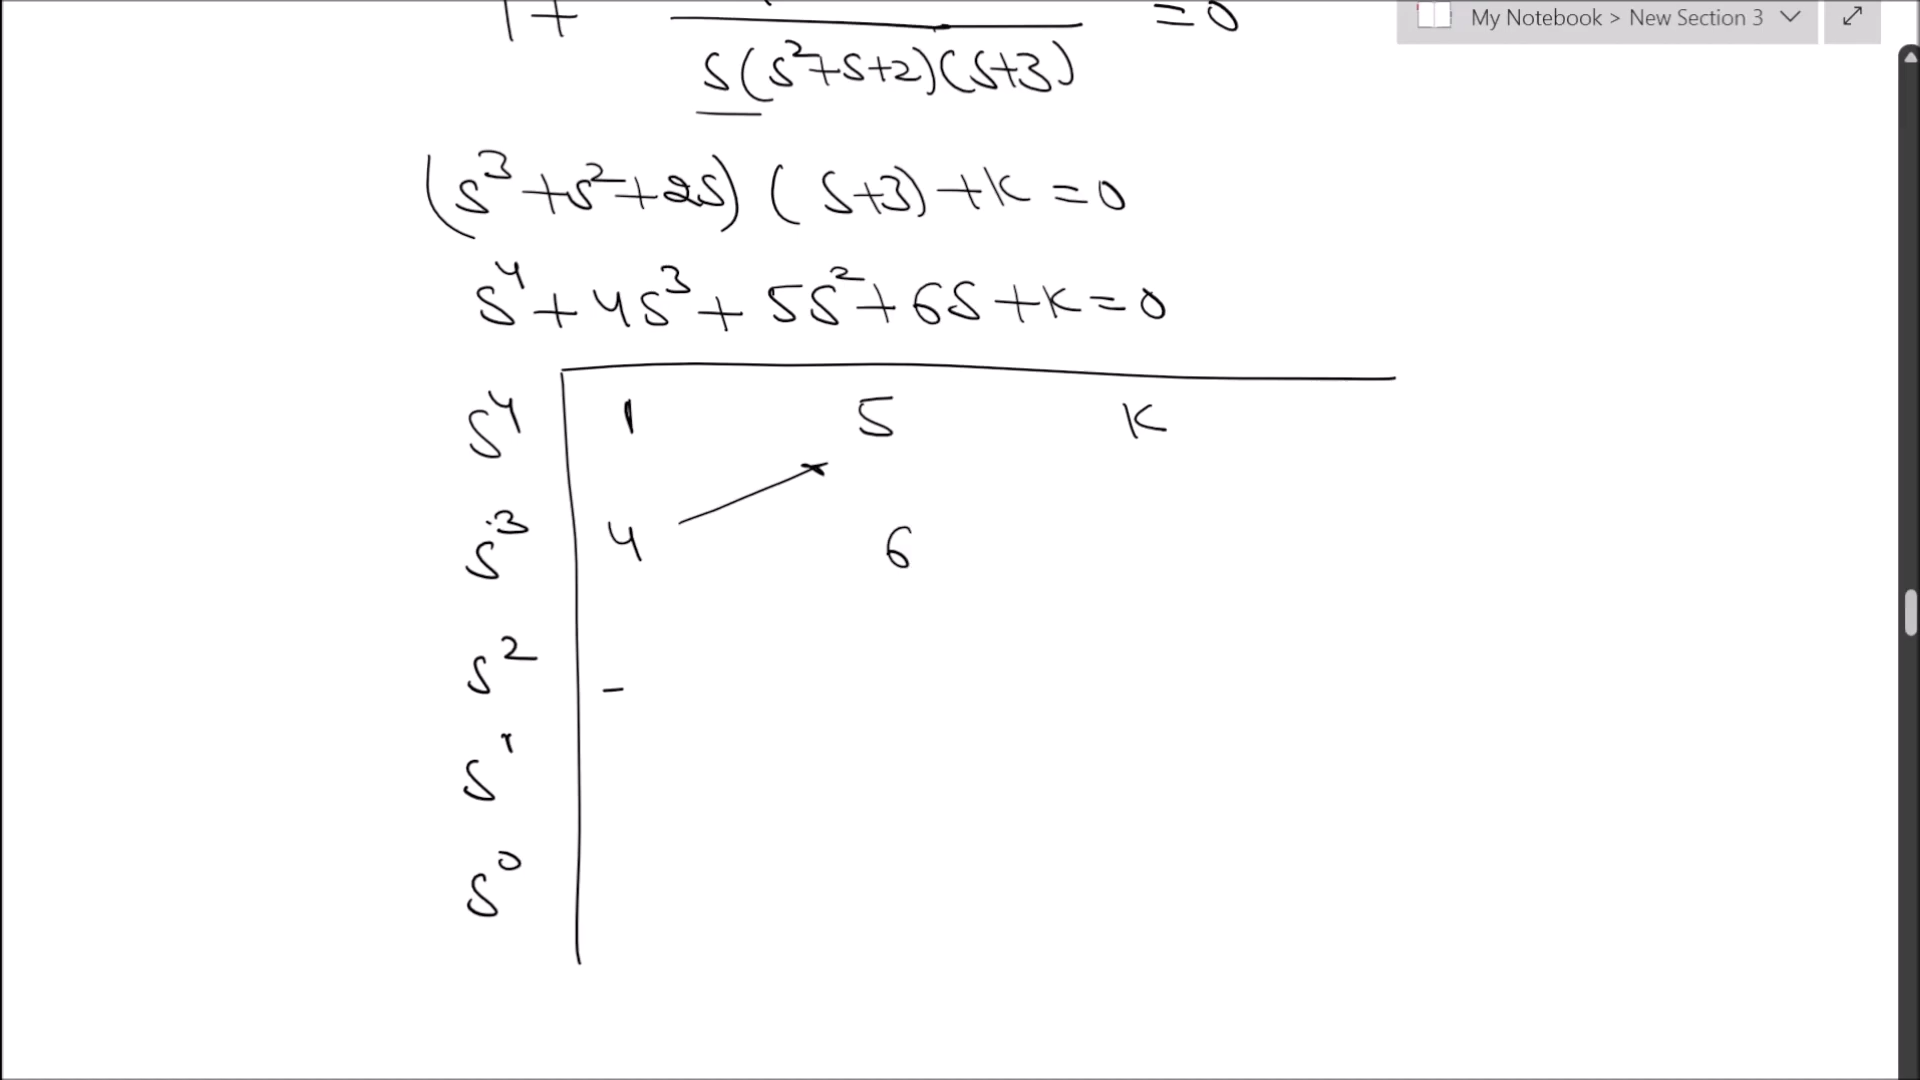 My Notebook > New Section 3
1+ =0
s(s²+s+2)(s+3)
(s³+s²+2s)(s+3)+k=0
s⁴+4s³+5s²+6s+k=0
s⁴ 1 5 k
s³ 4 6
s² -
s¹
s⁰